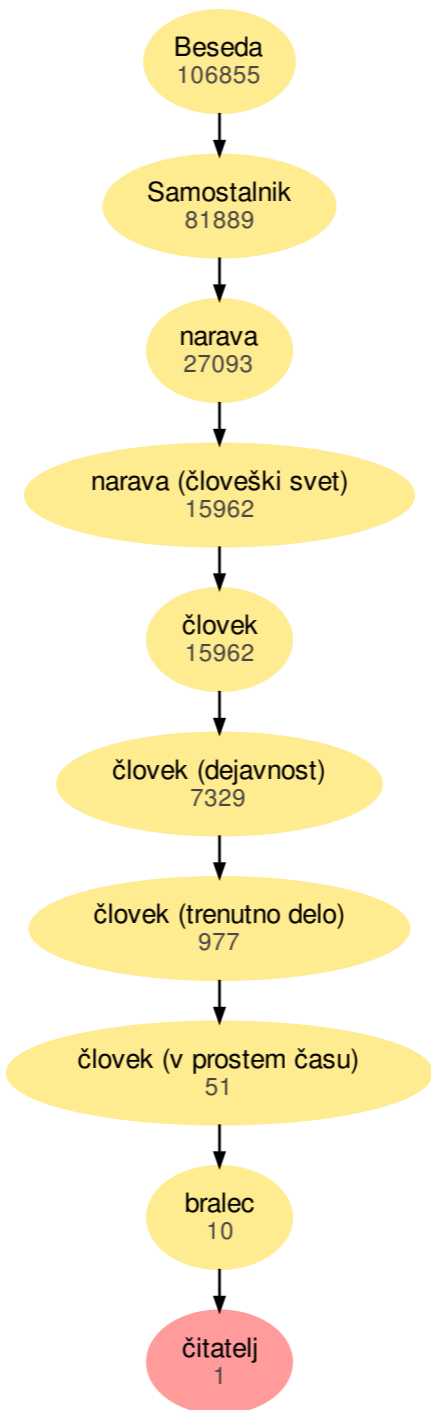 Beseda
106855
Samostalnik
81889
narava
27093
narava (človeški svet)
15962
človek
15962
človek (dejavnost)
7329
človek (trenutno delo)
977
človek (v prostem času)
51
bralec
10
čitatelj
1